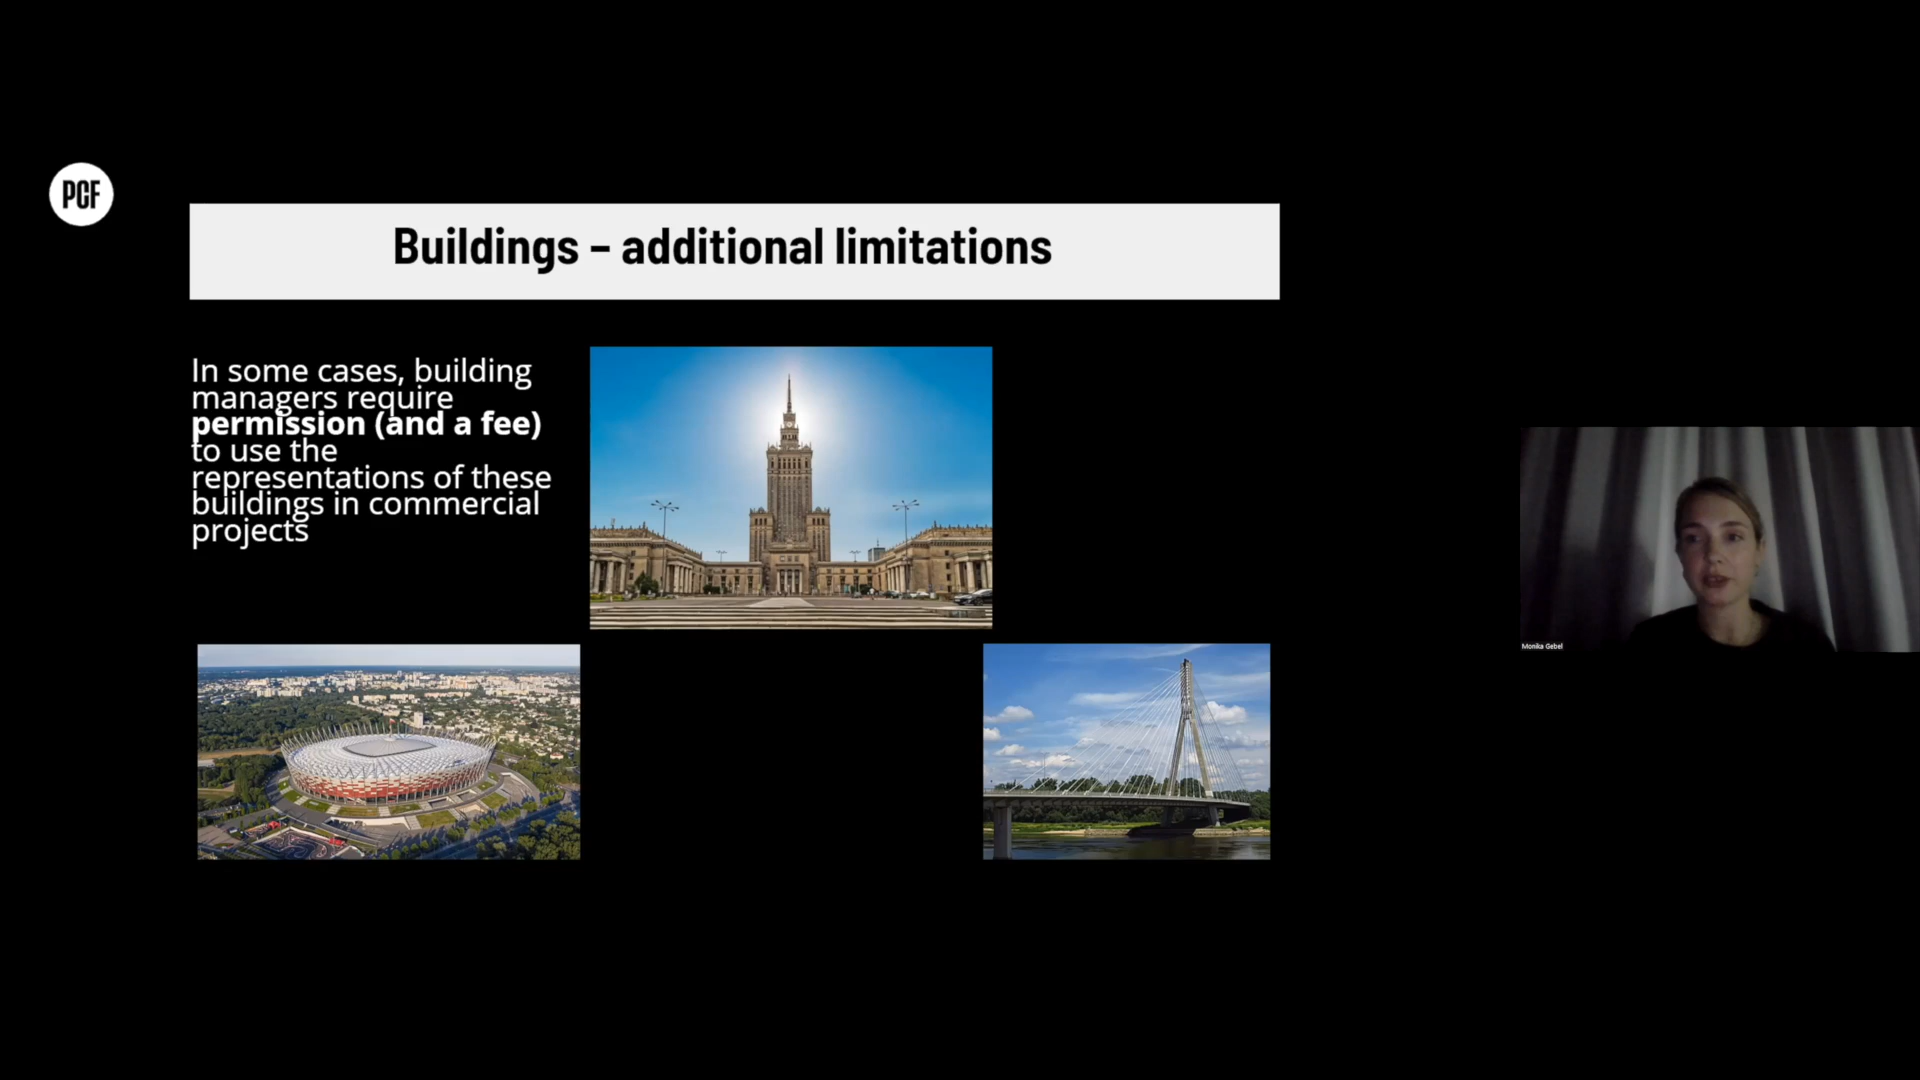 PCF
Buildings – additional limitations
In some cases, building
managers require
permission (and a fee)
to use the
representations of these
buildings in commercial
projects
Monika Gebel